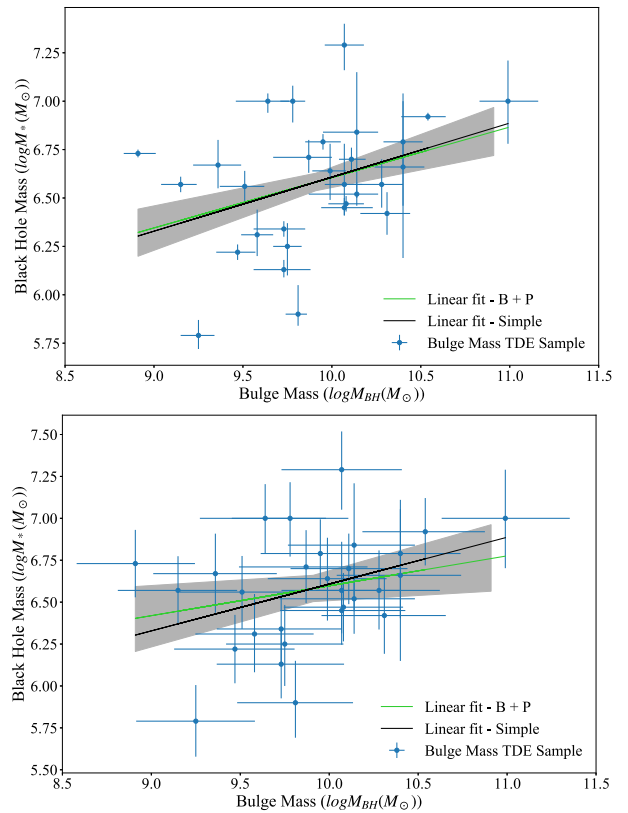 7.25
7.00
6.75
6.50
6.25
6.00
5.75
Black Hole Mass (logM*(M⊙))
Linear fit - B + P
Linear fit - Simple
Bulge Mass TDE Sample
8.5 9.0 9.5 10.0 10.5 11.0 11.5
Bulge Mass (logM_BH(M⊙))
7.50
7.25
7.00
6.75
6.50
6.25
6.00
5.75
5.50
Black Hole Mass (logM*(M⊙))
Linear fit - B + P
Linear fit - Simple
Bulge Mass TDE Sample
9.0 9.5 10.0 10.5 11.0 11.5
Bulge Mass (logM_BH(M⊙))